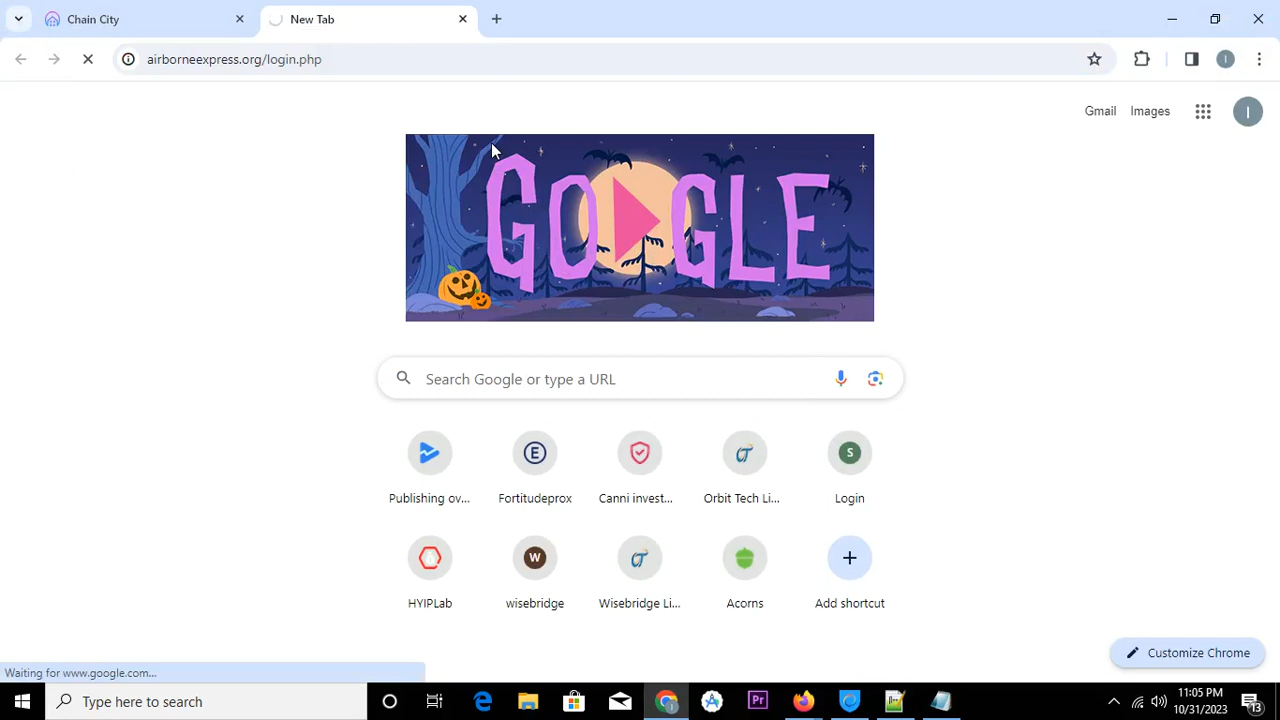 Chain City
New Tab
airborneexpress.org/login.php
I
Gmail
Images
I
GOOGLE
Search Google or type a URL
E
S
Publishing ov...
Fortitudeprox
Canni invest...
Orbit Tech Li...
Login
W
HYIPLab
wisebridge
Wisebridge Li...
Acorns
Add shortcut
Customize Chrome
Waiting for www.google.com...
Type here to search
Pr
11:05 PM
10/31/2023
13